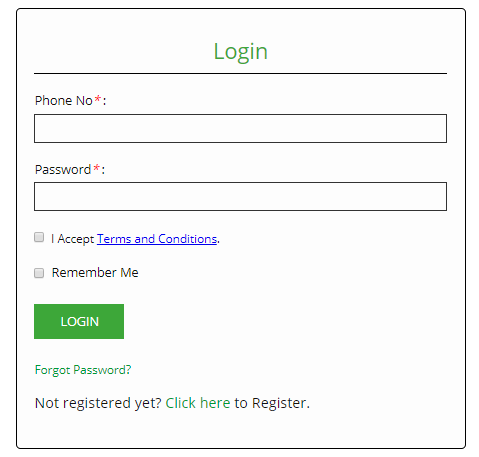 Login
Phone No*:
Password*:
I Accept Terms and Conditions.
Remember Me
LOGIN
Forgot Password?
Not registered yet? Click here to Register.